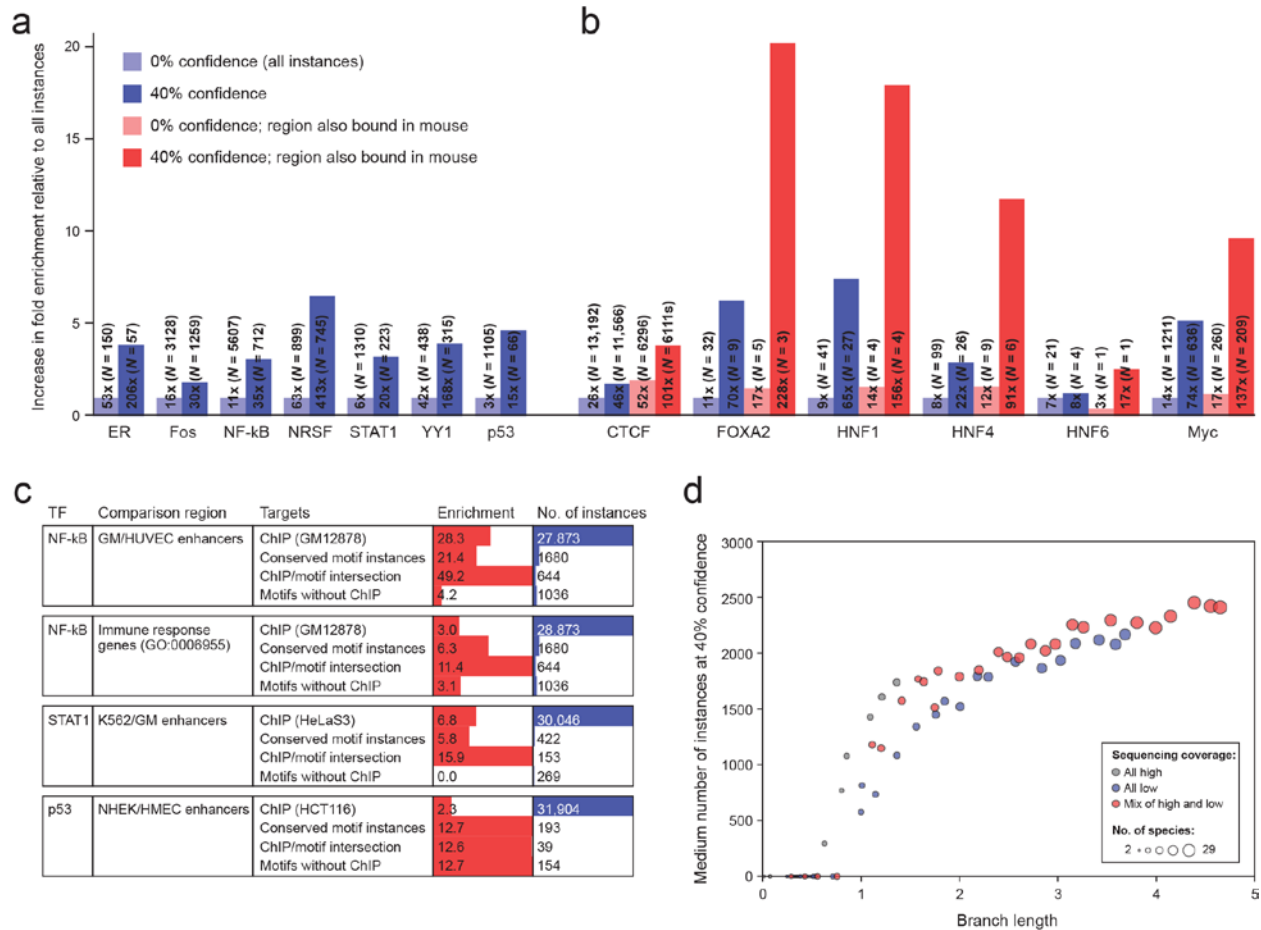 a
b
Increase in fold enrichment relative to all instances
20
15
10
5
0
0% confidence (all instances)
40% confidence
0% confidence; region also bound in mouse
40% confidence; region also bound in mouse
53x (N = 150)
206x (N = 57)
16x (N = 3128)
30x (N = 1259)
11x (N = 5607)
35x (N = 712)
63x (N = 899)
413x (N = 745)
6x (N = 1310)
20x (N = 223)
42x (N = 438)
168x (N = 315)
3x (N = 1105)
15x (N = 66)
26x (N = 13,192)
46x (N = 11,566)
52x (N = 6296)
101x (N = 6111s)
11x (N = 32)
70x (N = 9)
17x (N = 5)
228x (N = 3)
9x (N = 41)
65x (N = 27)
14x (N = 4)
156x (N = 4)
8x (N = 99)
22x (N = 26)
12x (N = 9)
91x (N = 6)
7x (N = 21)
8x (N = 4)
3x (N = 1)
17x (N = 1)
14x (N = 1211)
74x (N = 636)
17x (N = 260)
137x (N = 209)
ER Fos NF-kB NRSF STAT1 YY1 p53 CTCF FOXA2 HNF1 HNF4 HNF6 Myc
c
TF Comparison region Targets Enrichment No. of instances
NF-kB GM/HUVEC enhancers ChIP (GM12878) 28.3 27,873
Conserved motif instances 21.4 1680
ChIP/motif intersection 49.2 644
Motifs without ChIP 4.2 1036
NF-kB Immune response genes (GO:0006955) ChIP (GM12878) 3.0 28,873
Conserved motif instances 6.3 1680
ChIP/motif intersection 11.4 644
Motifs without ChIP 3.1 1036
STAT1 K562/GM enhancers ChIP (HeLaS3) 6.8 30,046
Conserved motif instances 5.8 422
ChIP/motif intersection 15.9 153
Motifs without ChIP 0.0 269
p53 NHEK/HMEC enhancers ChIP (HCT116) 2.3 31,904
Conserved motif instances 12.7 193
ChIP/motif intersection 12.6 39
Motifs without ChIP 12.7 154
d
Medium number of instances at 40% confidence
3000
2500
2000
1500
1000
500
0
0 1 2 3 4 5
Branch length
Sequencing coverage:
All high
All low
Mix of high and low
No. of species:
2 29